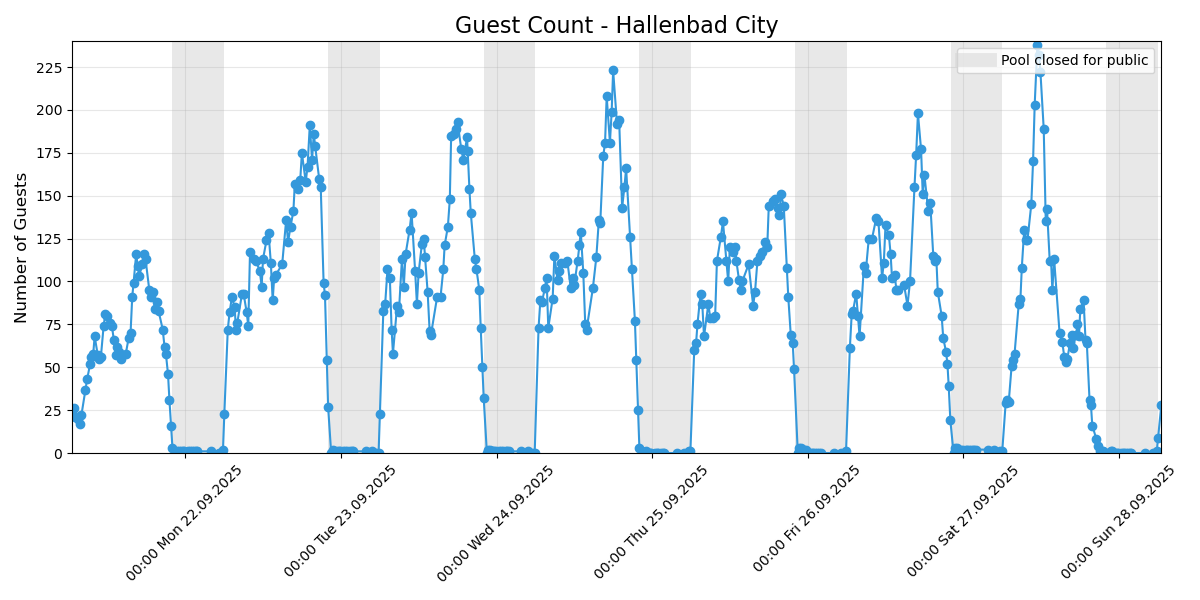 Guest Count - Hallenbad City
Number of Guests
225
200
175
150
125
100
75
50
25
0
Pool closed for public
00:00 Mon 22.09.2025
00:00 Tue 23.09.2025
00:00 Wed 24.09.2025
00:00 Thu 25.09.2025
00:00 Fri 26.09.2025
00:00 Sat 27.09.2025
00:00 Sun 28.09.2025